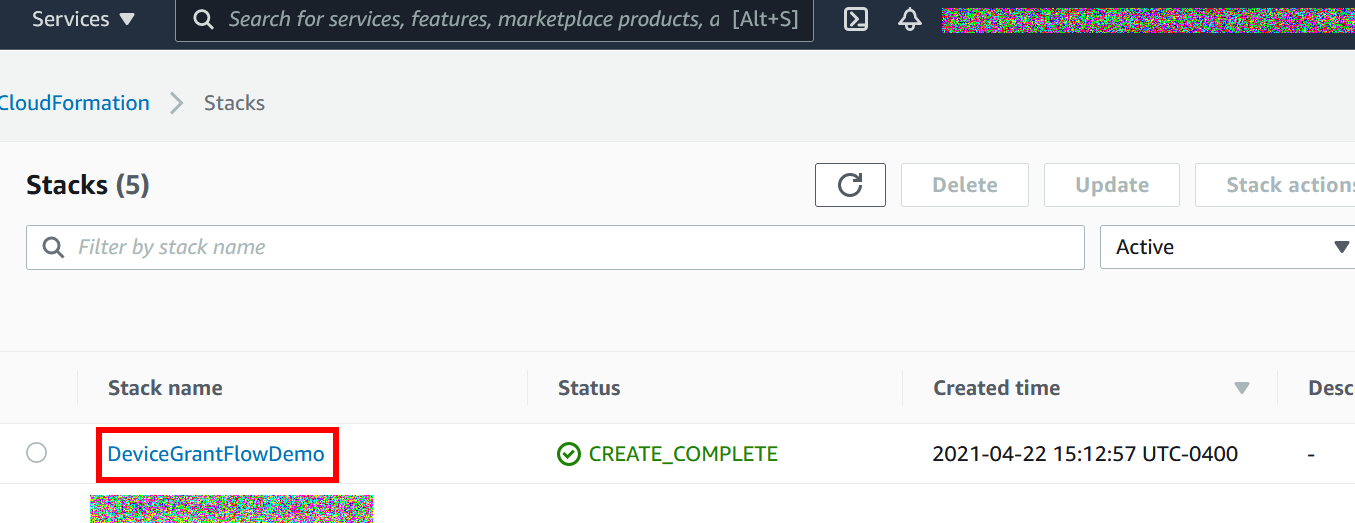 Services Search for services, features, marketplace products, a [Alt+S]
CloudFormation Stacks
Stacks (5) Delete Update Stack actions
Filter by stack name Active
Stack name Status Created time Desc
DeviceGrantFlowDemo CREATE_COMPLETE 2021-04-22 15:12:57 UTC-0400 -